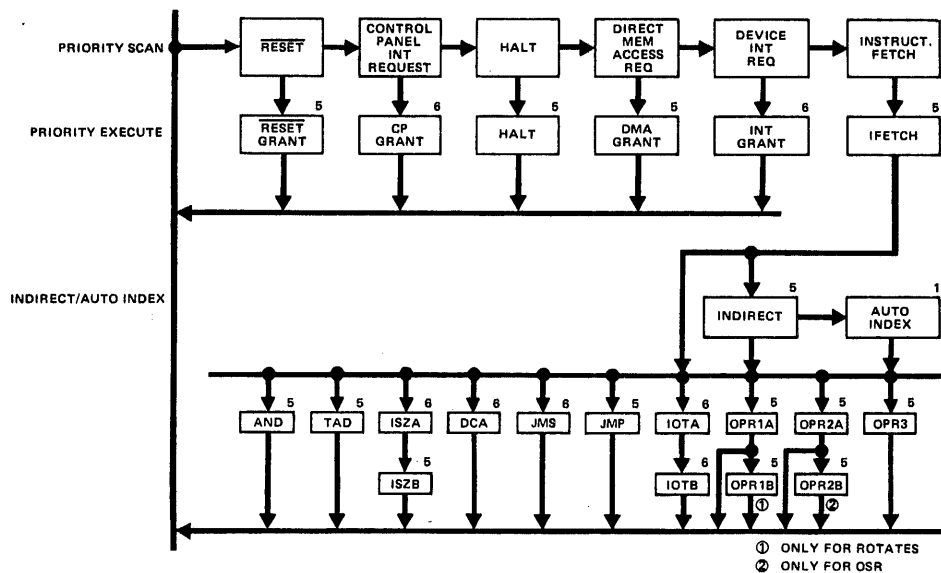 PRIORITY SCAN
RESET
CONTROL
PANEL
INT
REQUEST
HALT
DIRECT
MEM
ACCESS
REQ
DEVICE
INT
REQ
INSTRUCT.
FETCH
PRIORITY EXECUTE
5
RESET
GRANT
6
CP
GRANT
5
HALT
5
DMA
GRANT
6
INT GRANT
5
IFETCH
INDIRECT/AUTO INDEX
5
INDIRECT
1
AUTO
INDEX
5
AND
5
TAD
6
ISZA
6
DCA
6
JMS
5
JMP
6
IOTA
5
OPR1A
5
OPR2A
5
OPR3
5
ISZB
6
IOTB
5
OPR1B
5
OPR2B
①
②
① ONLY FOR ROTATES
② ONLY FOR OSR